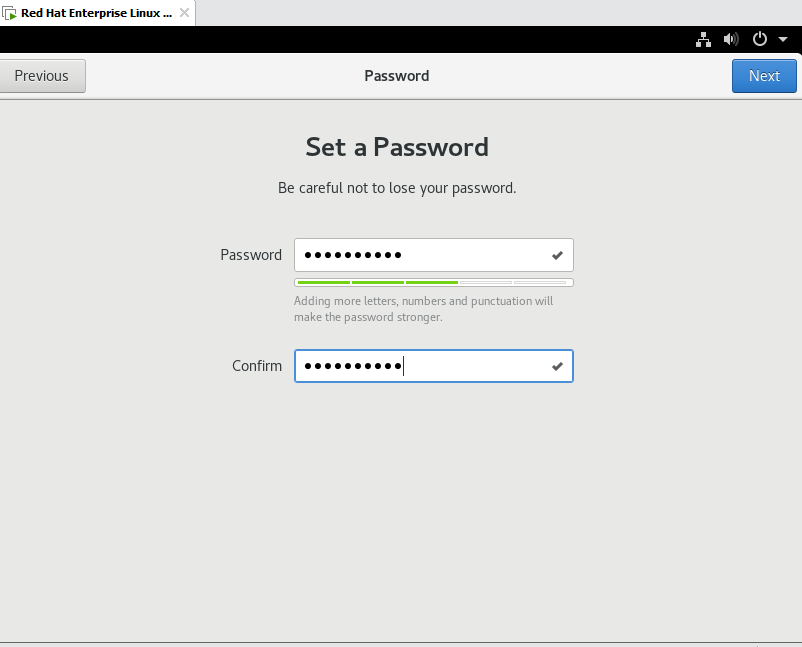 Red Hat Enterprise Linux ...
Previous
Password
Next
Set a Password
Be careful not to lose your password.
Password ●●●●●●●●●●
Adding more letters, numbers and punctuation will
make the password stronger.
Confirm ●●●●●●●●●●